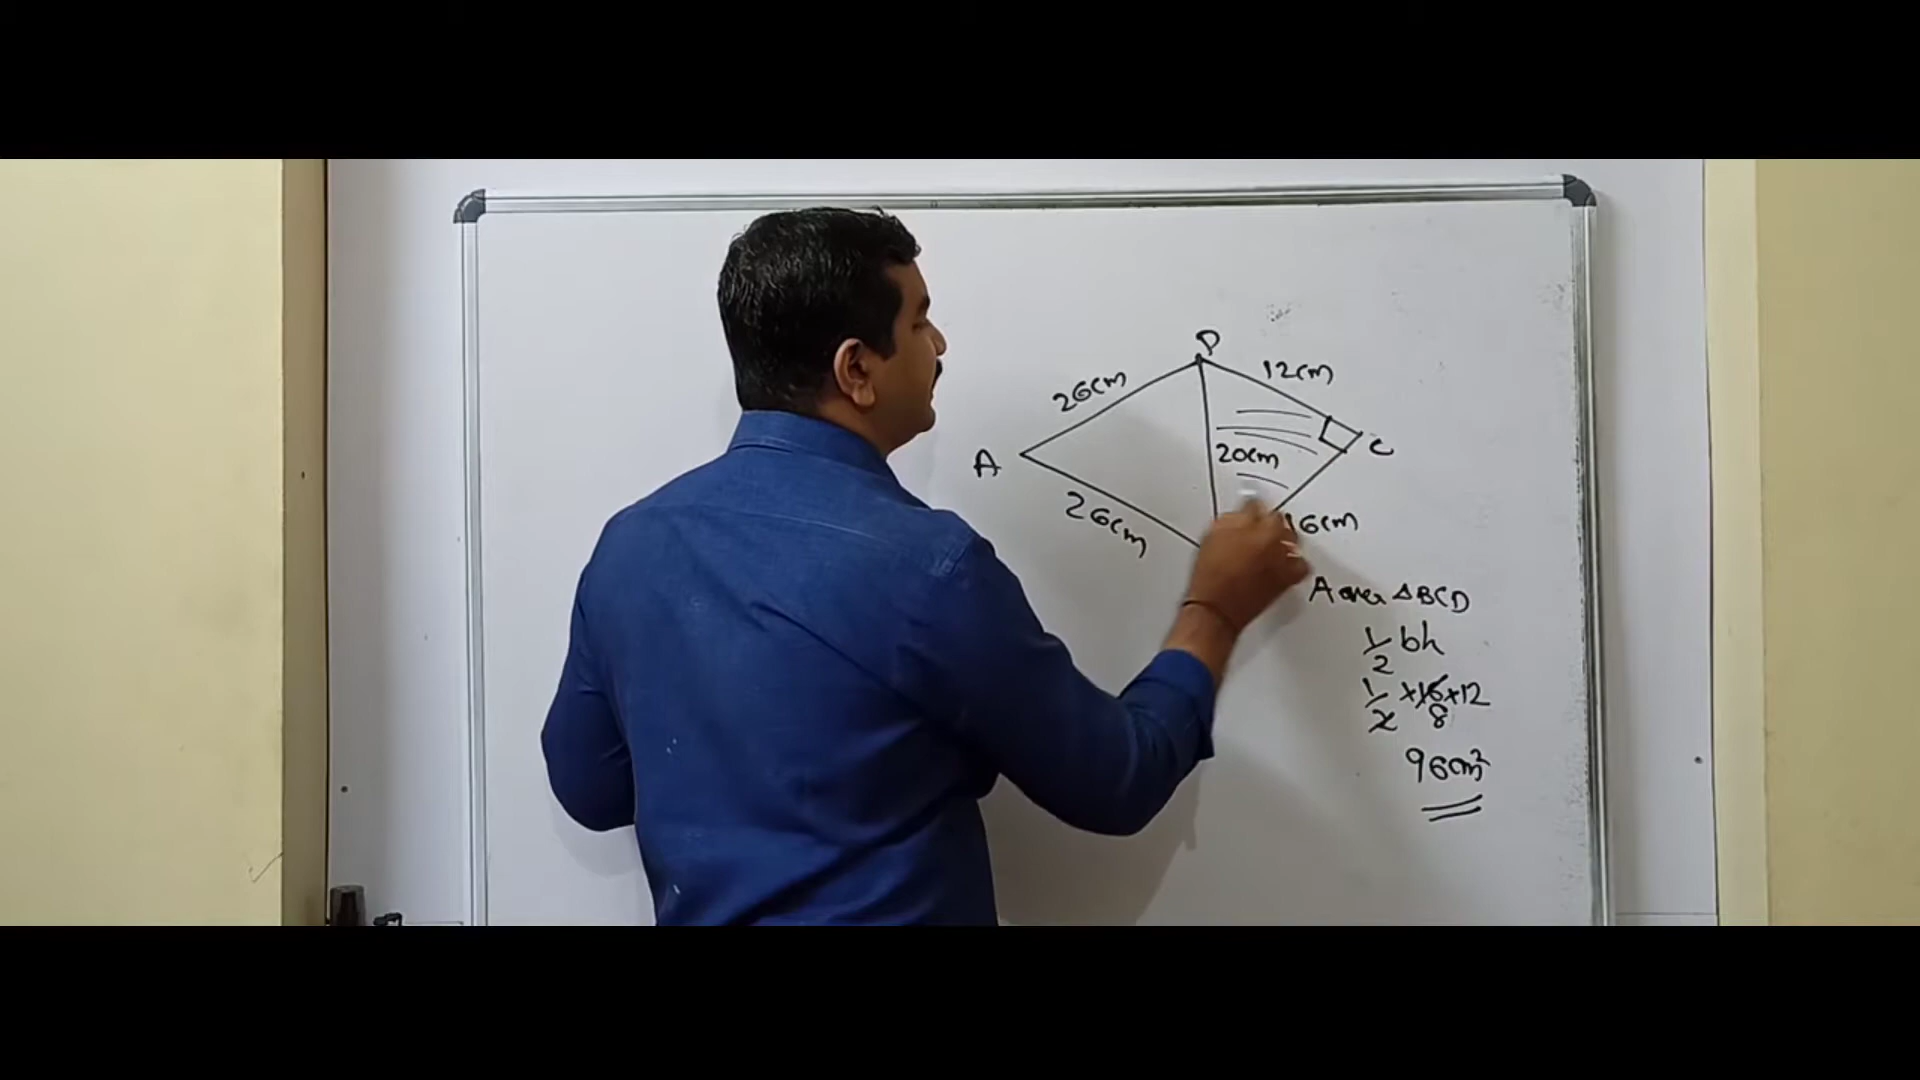 D
12cm
26cm
A
20cm
C
26cm
16cm
Area ΔBCD
1/2 bh
1/2 ×16×12
8
96cm²